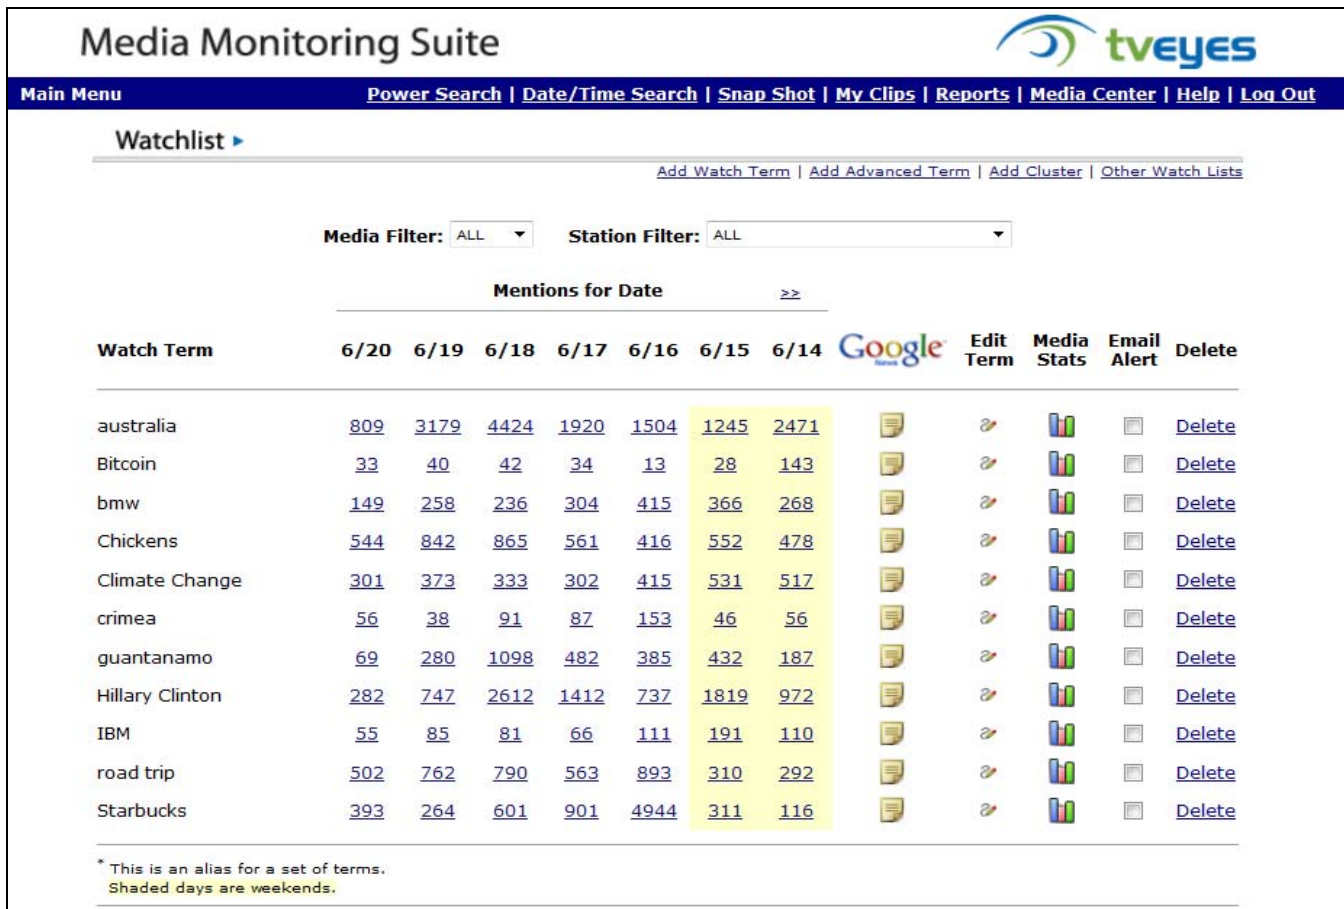 Media Monitoring Suite
tveyes
Main Menu Power Search | Date/Time Search | Snap Shot | My Clips | Reports | Media Center | Help | Log Out
Watchlist
Add Watch Term | Add Advanced Term | Add Cluster | Other Watch Lists
Media Filter: ALL Station Filter: ALL
Mentions for Date >>
Watch Term 6/20 6/19 6/18 6/17 6/16 6/15 6/14 Google News Edit Term Media Stats Email Alert Delete
australia 809 3179 4424 1920 1504 1245 2471 Delete
Bitcoin 33 40 42 34 13 28 143 Delete
bmw 149 258 236 304 415 366 268 Delete
Chickens 544 842 865 561 416 552 478 Delete
Climate Change 301 373 333 302 415 531 517 Delete
crimea 56 38 91 87 153 46 56 Delete
guantanamo 69 280 1098 482 385 432 187 Delete
Hillary Clinton 282 747 2612 1412 737 1819 972 Delete
IBM 55 85 81 66 111 191 110 Delete
road trip 502 762 790 563 893 310 292 Delete
Starbucks 393 264 601 901 4944 311 116 Delete
* This is an alias for a set of terms.
Shaded days are weekends.